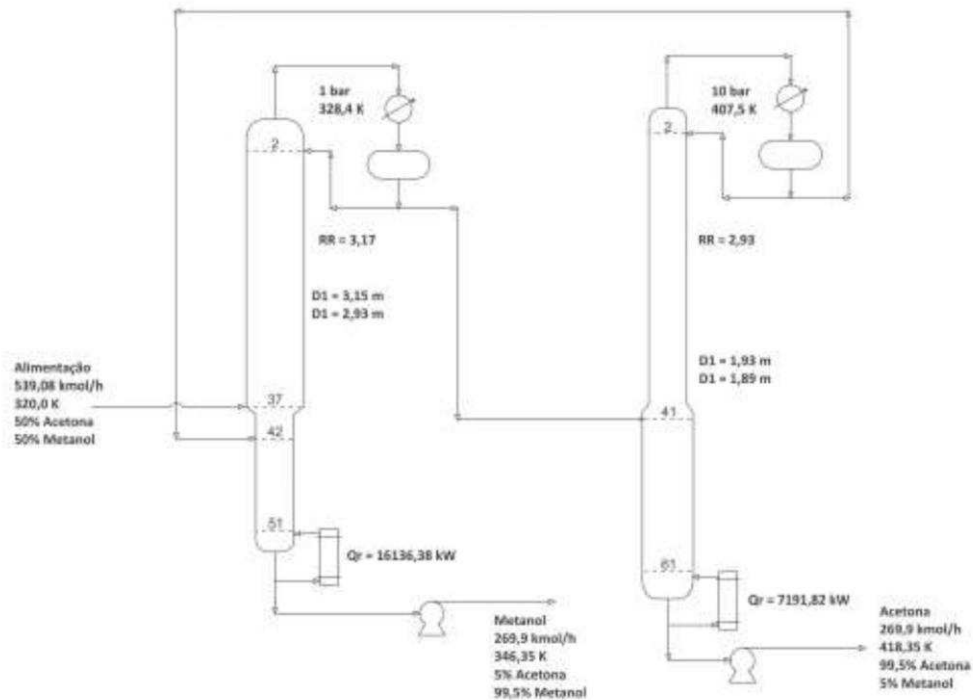 1 bar
328,4 K
2
RR = 3,17
D1 = 3,15 m
D1 = 2,93 m
Alimentação
539,08 kmol/h
320,0 K
50% Acetona
50% Metanol
37
42
51
Qr = 16136,38 kW
Metanol
269,9 kmol/h
346,35 K
5% Acetona
99,5% Metanol
10 bar
407,5 K
2
RR = 2,93
D1 = 1,93 m
D1 = 1,89 m
41
61
Qr = 7191,82 kW
Acetona
269,9 kmol/h
418,35 K
99,5% Acetona
5% Metanol